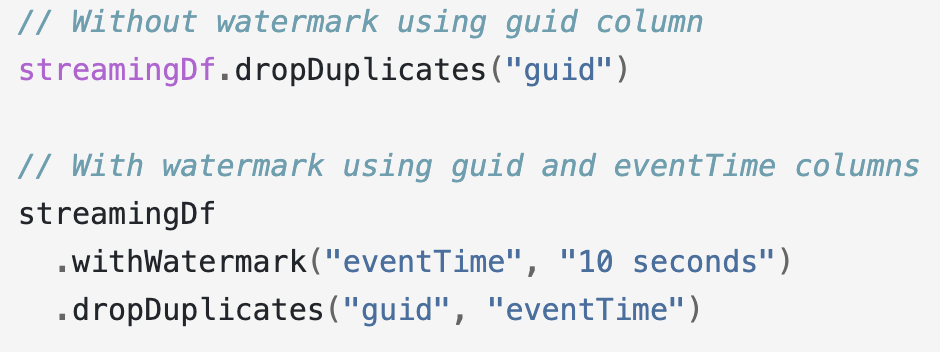 // Without watermark using guid column
streamingDf.dropDuplicates("guid")
// With watermark using guid and eventTime columns
streamingDf
.withWatermark("eventTime", "10 seconds")
.dropDuplicates("guid", "eventTime")